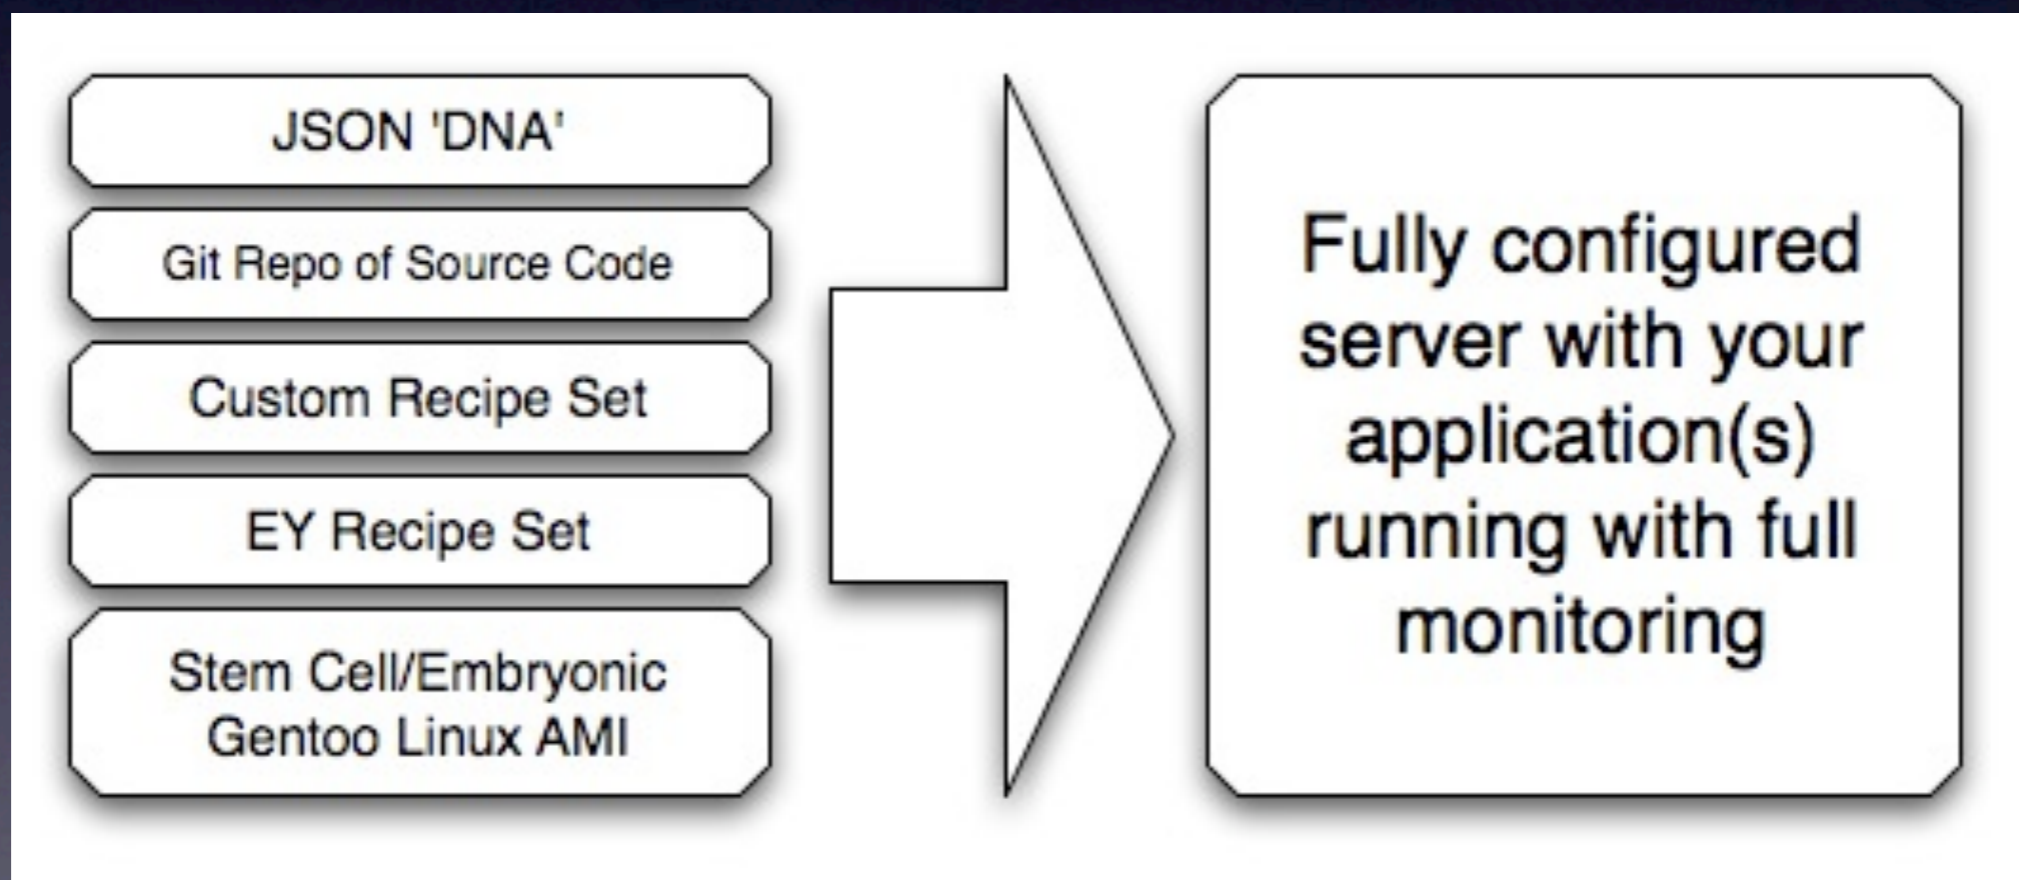 JSON 'DNA'
Git Repo of Source Code
Custom Recipe Set
EY Recipe Set
Stem Cell/Embryonic
Gentoo Linux AMI
Fully configured
server with your
application(s)
running with full
monitoring